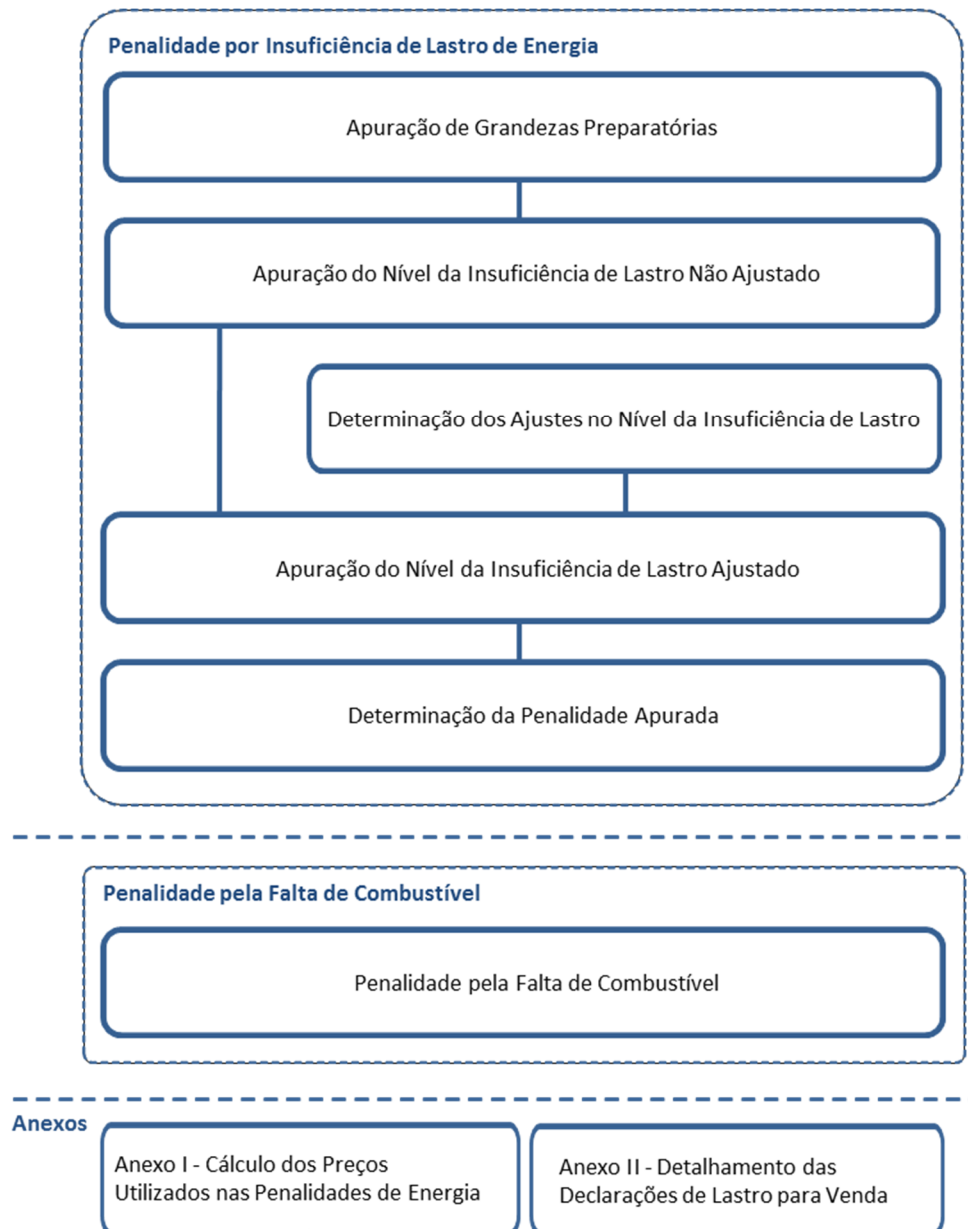 Penalidade por Insuficiência de Lastro de Energia
Apuração de Grandezas Preparatórias
Apuração do Nível da Insuficiência de Lastro Não Ajustado
Determinação dos Ajustes no Nível da Insuficiência de Lastro
Apuração do Nível da Insuficiência de Lastro Ajustado
Determinação da Penalidade Apurada
Penalidade pela Falta de Combustível
Penalidade pela Falta de Combustível
Anexos
Anexo I - Cálculo dos Preços
Utilizados nas Penalidades de Energia
Anexo II - Detalhamento das
Declarações de Lastro para Venda